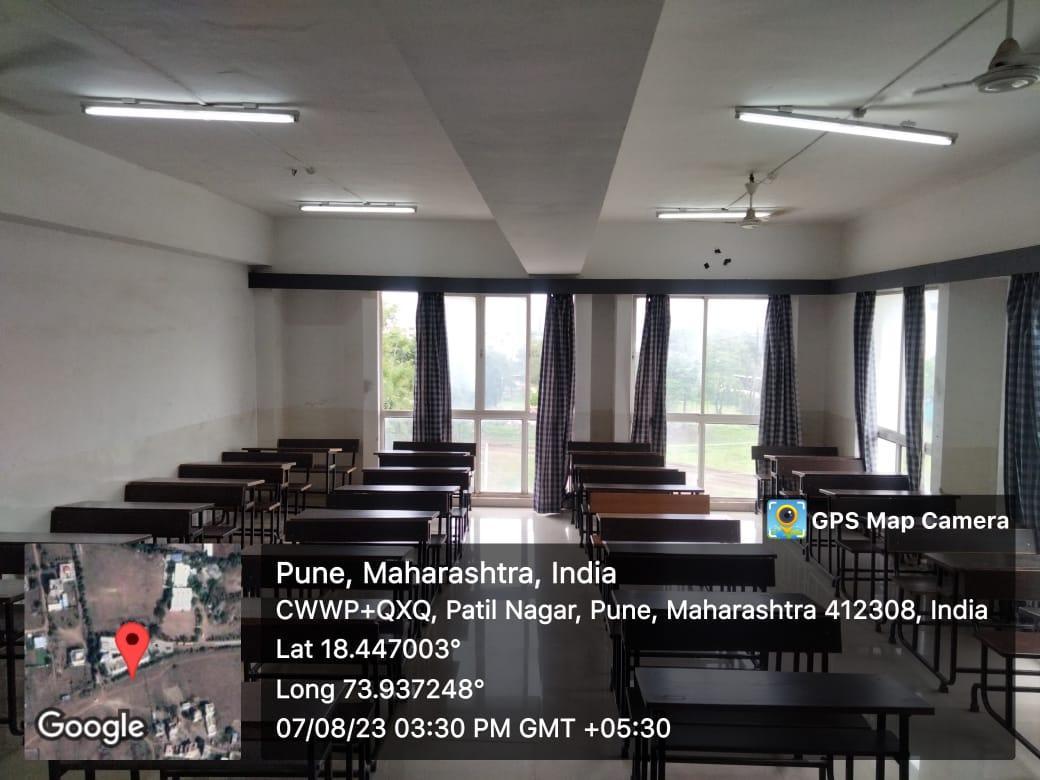 GPS Map Camera
Pune, Maharashtra, India
CWWP+QXQ, Patil Nagar, Pune, Maharashtra 412308, India
Lat 18.447003°
Long 73.937248°
07/08/23 03:30 PM GMT +05:30
Google